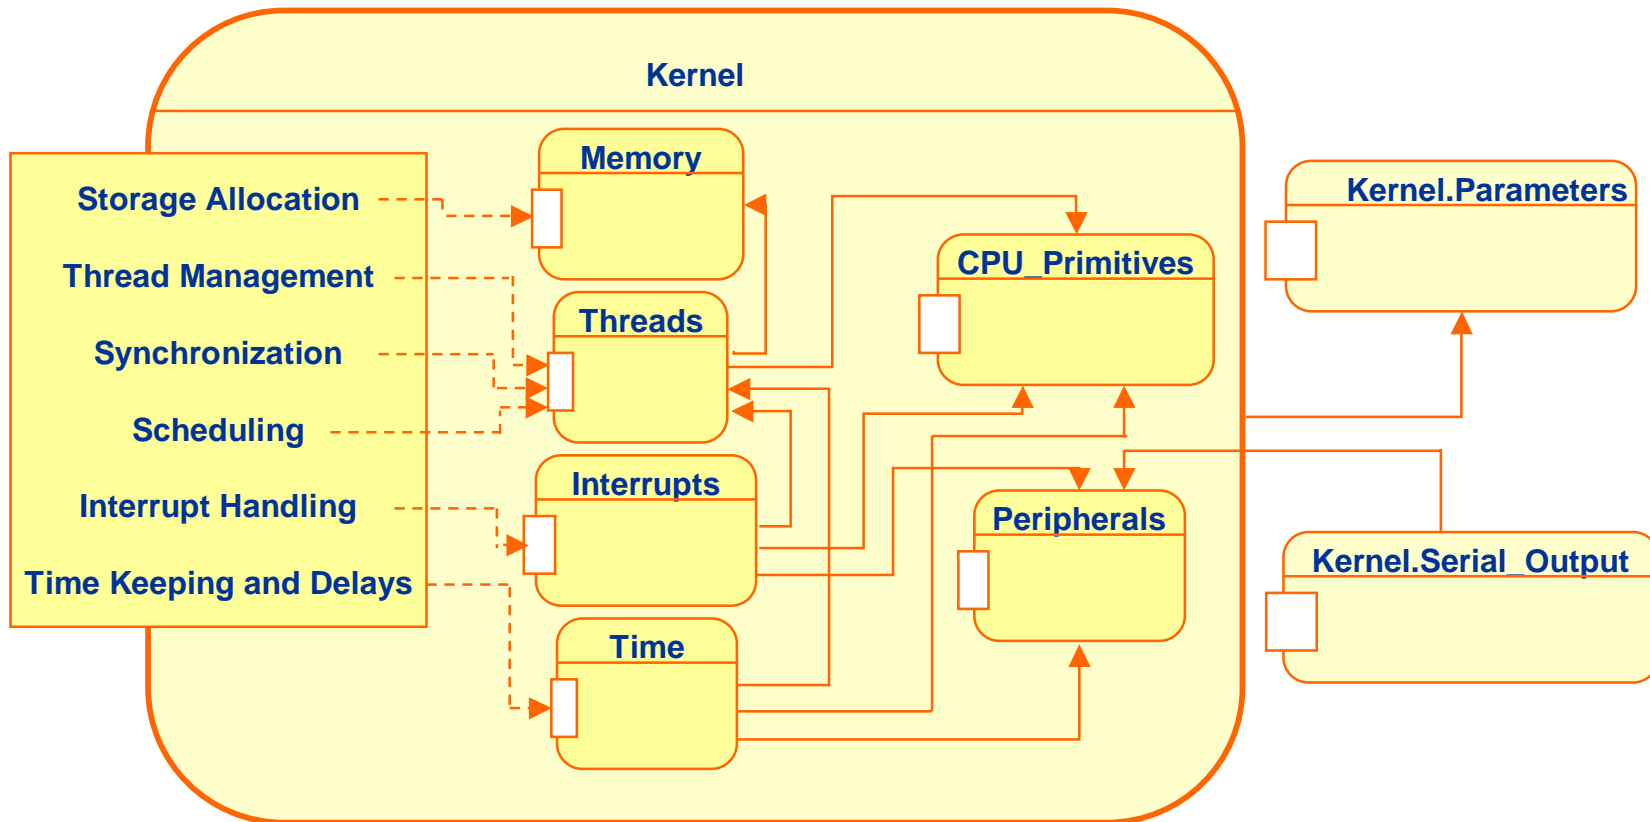 Kernel
Storage Allocation
Thread Management
Synchronization
Scheduling
Interrupt Handling
Time Keeping and Delays
Memory
Threads
Interrupts
Time
CPU_Primitives
Peripherals
Kernel.Parameters
Kernel.Serial_Output